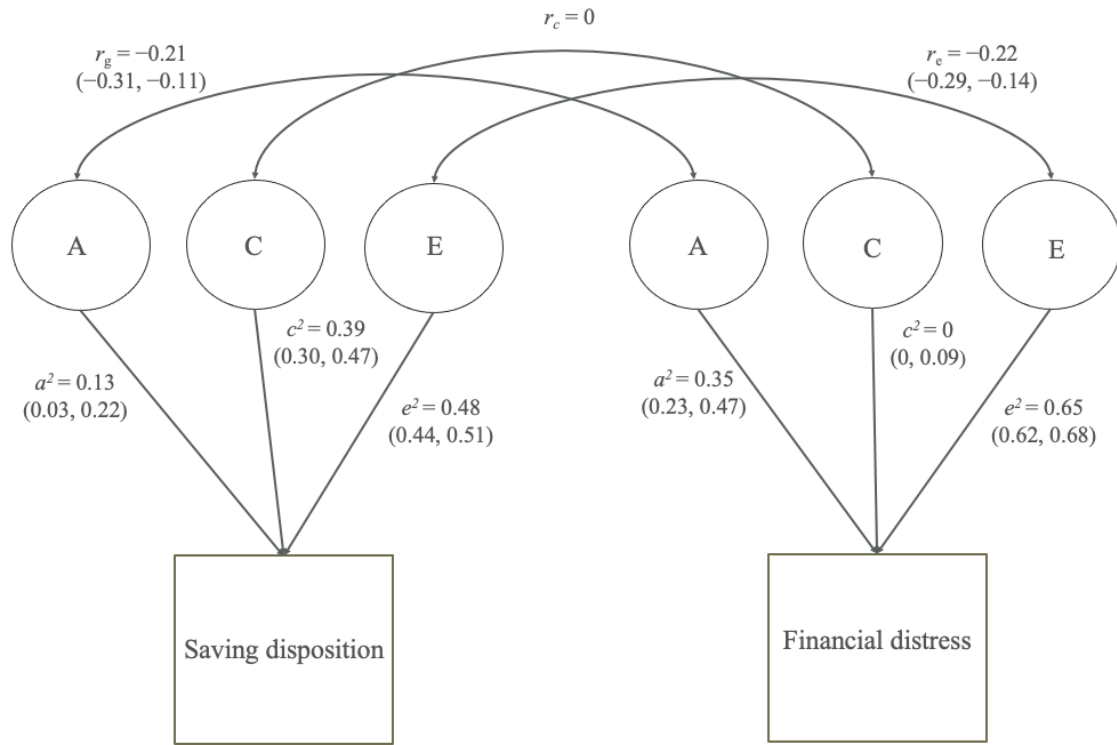 r_c = 0
r_g = −0.21
(−0.31, −0.11)
r_e = −0.22
(−0.29, −0.14)
A
C
E
A
C
E
c² = 0.39
(0.30, 0.47)
c² = 0
(0, 0.09)
a² = 0.13
(0.03, 0.22)
e² = 0.48
(0.44, 0.51)
a² = 0.35
(0.23, 0.47)
e² = 0.65
(0.62, 0.68)
Saving disposition
Financial distress